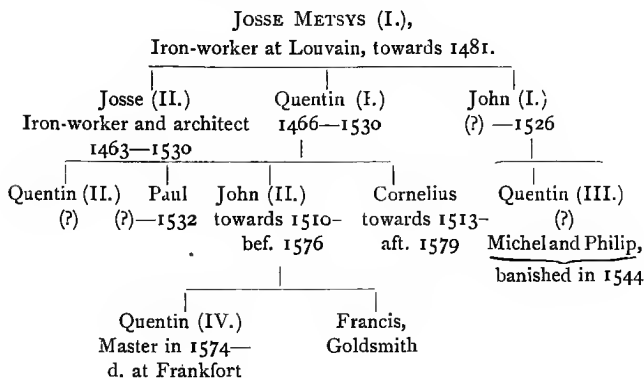 JOSSE METSYS (I.),
Iron-worker at Louvain, towards 1481.
Josse (II.) Quentin (I.) John (I.)
Iron-worker and architect 1466—1530 (?) —1526
1463—1530
Quentin (II.) Paul John (II.) Cornelius Quentin (III.)
(?) (?)—1532 towards 1510- towards 1513- (?)
bef. 1576 aft. 1579 Michel and Philip,
banished in 1544
Quentin (IV.) Francis,
Master in 1574— Goldsmith
d. at Frankfort